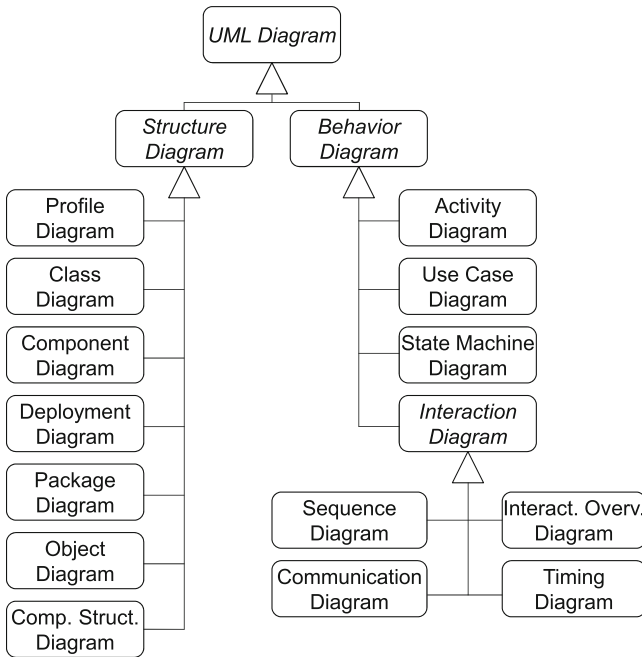 UML Diagram
Structure
Diagram
Behavior
Diagram
Profile
Diagram
Class
Diagram
Component
Diagram
Deployment
Diagram
Package
Diagram
Object
Diagram
Comp. Struct.
Diagram
Activity
Diagram
Use Case
Diagram
State Machine
Diagram
Interaction
Diagram
Sequence
Diagram
Interact. Overv.
Diagram
Communication
Diagram
Timing
Diagram